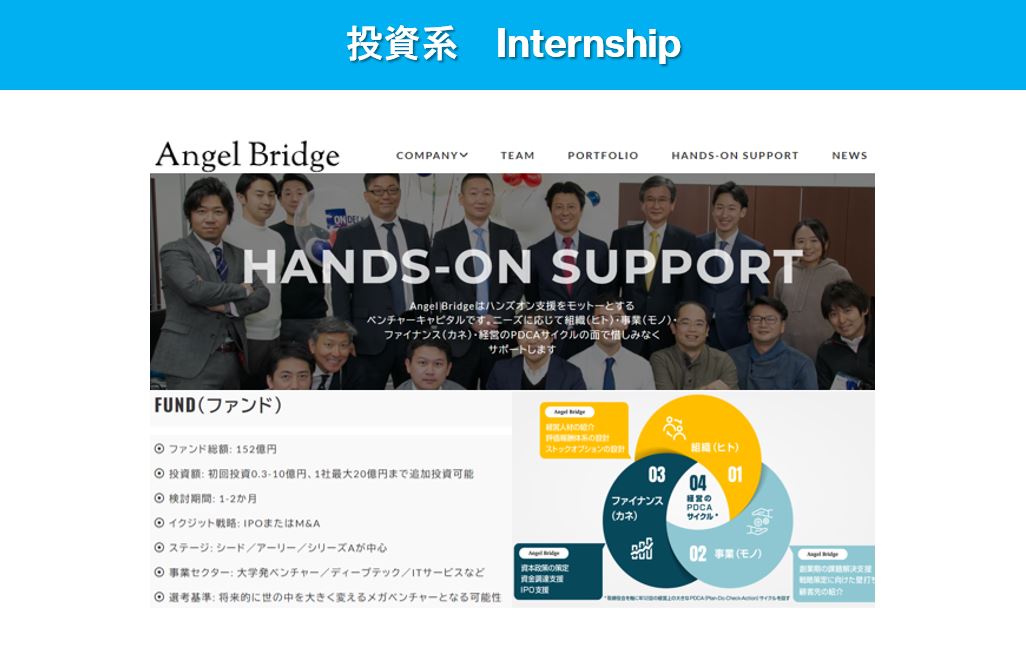 投資系　Internship
Angel Bridge
COMPANY TEAM PORTFOLIO HANDS-ON SUPPORT NEWS
HANDS-ON SUPPORT
Angel Bridgeはハンズオン支援をモットーとする
ベンチャーキャピタルです。ニーズに応じて組織（ヒト）・事業（モノ）・
ファイナンス（カネ）・経営のPDCAサイクルの面で惜しみなく
サポートします
FUND（ファンド）
ファンド総額: 152億円
投資額: 初回投資0.3-10億円、1社最大20億円まで追加投資可能
検討期間: 1-2か月
イクジット戦略: IPOまたはM&A
ステージ: シード／アーリー／シリーズAが中心
事業セクター: 大学発ベンチャー／ディープテック／ITサービスなど
選考基準: 将来的に世の中を大きく変えるメガベンチャーとなる可能性
Angel Bridge
経営人材の紹介
評価報酬体系の設計
ストックオプションの設計
組織（ヒト）
01
03
ファイナンス
（カネ）
04
経営の
PDCA
サイクル*
02 事業（モノ）
Angel Bridge
資本政策の策定
資金調達支援
IPO支援
Angel Bridge
創業期の課題解決支援
戦略策定に向けた壁打ち
顧客先の紹介